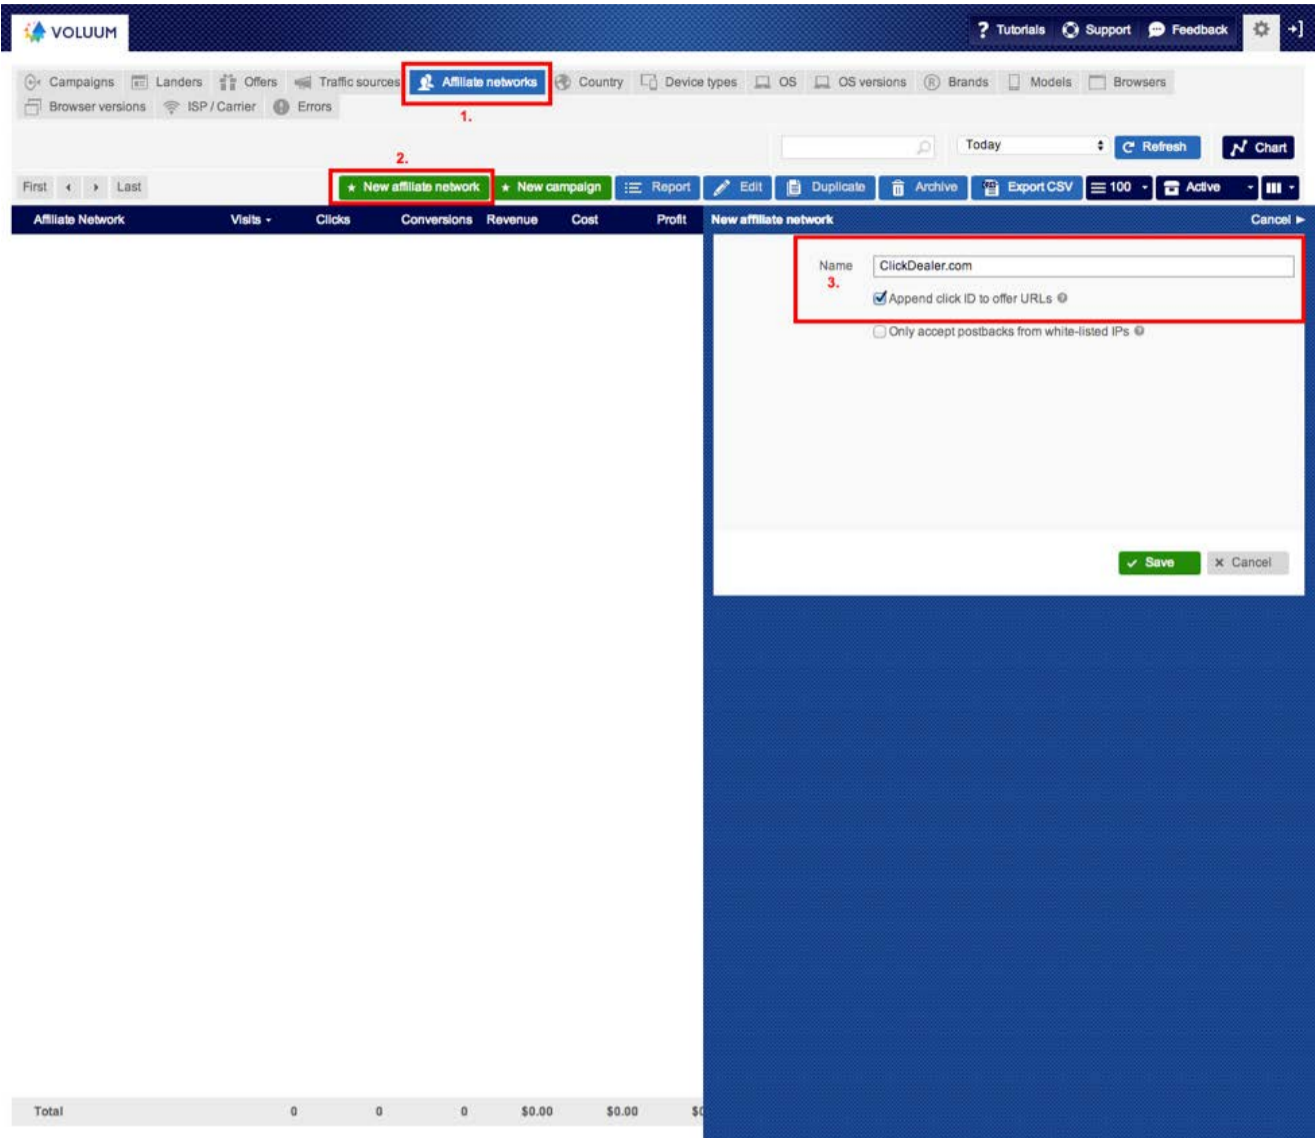 VOLUUM
? Tutorials Support Feedback
Campaigns Landers Offers Traffic sources Affiliate networks Country Device types OS OS versions Brands Models Browsers
Browser versions ISP / Carrier Errors
1.
Today Refresh Chart
2.
First Last New affiliate network New campaign Report Edit Duplicate Archive Export CSV 100 Active
Affiliate Network Visits Clicks Conversions Revenue Cost Profit New affiliate network Cancel
Name ClickDealer.com
3.
Append click ID to offer URLs
Only accept postbacks from white-listed IPs
Save Cancel
Total 0 0 0 $0.00 $0.00